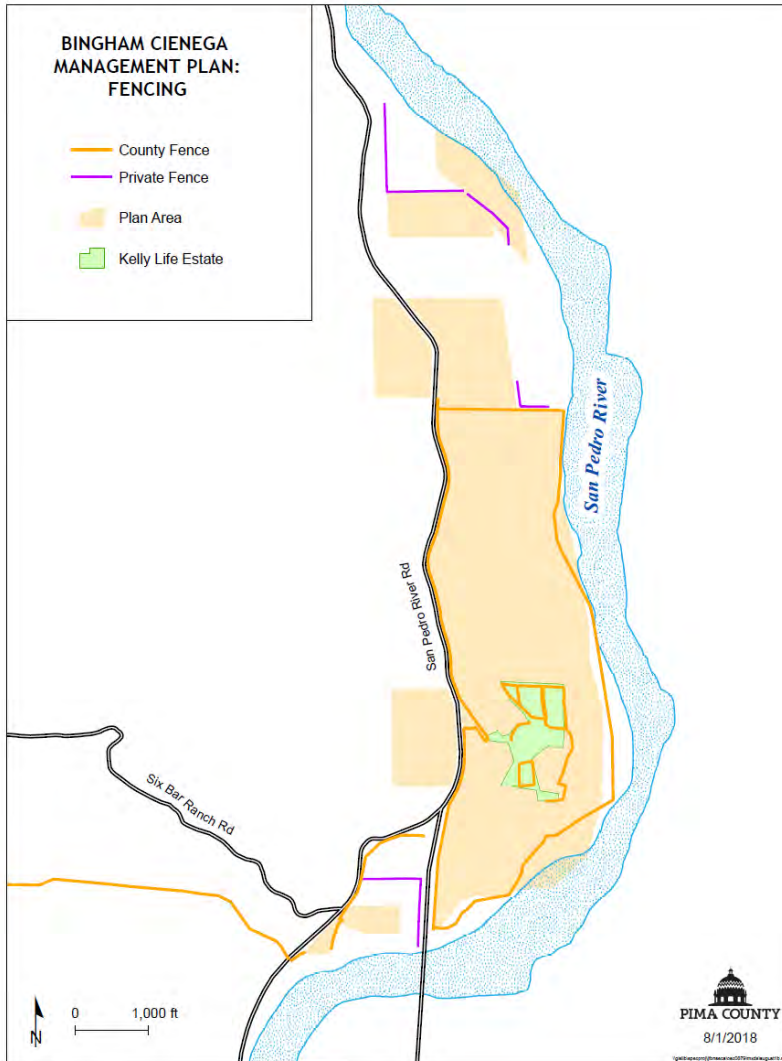 BINGHAM CIENEGA
MANAGEMENT PLAN:
FENCING
County Fence
Private Fence
Plan Area
Kelly Life Estate
San Pedro River
San Pedro River Rd
Six Bar Ranch Rd
0 1,000 ft
N
PIMA COUNTY
8/1/2018